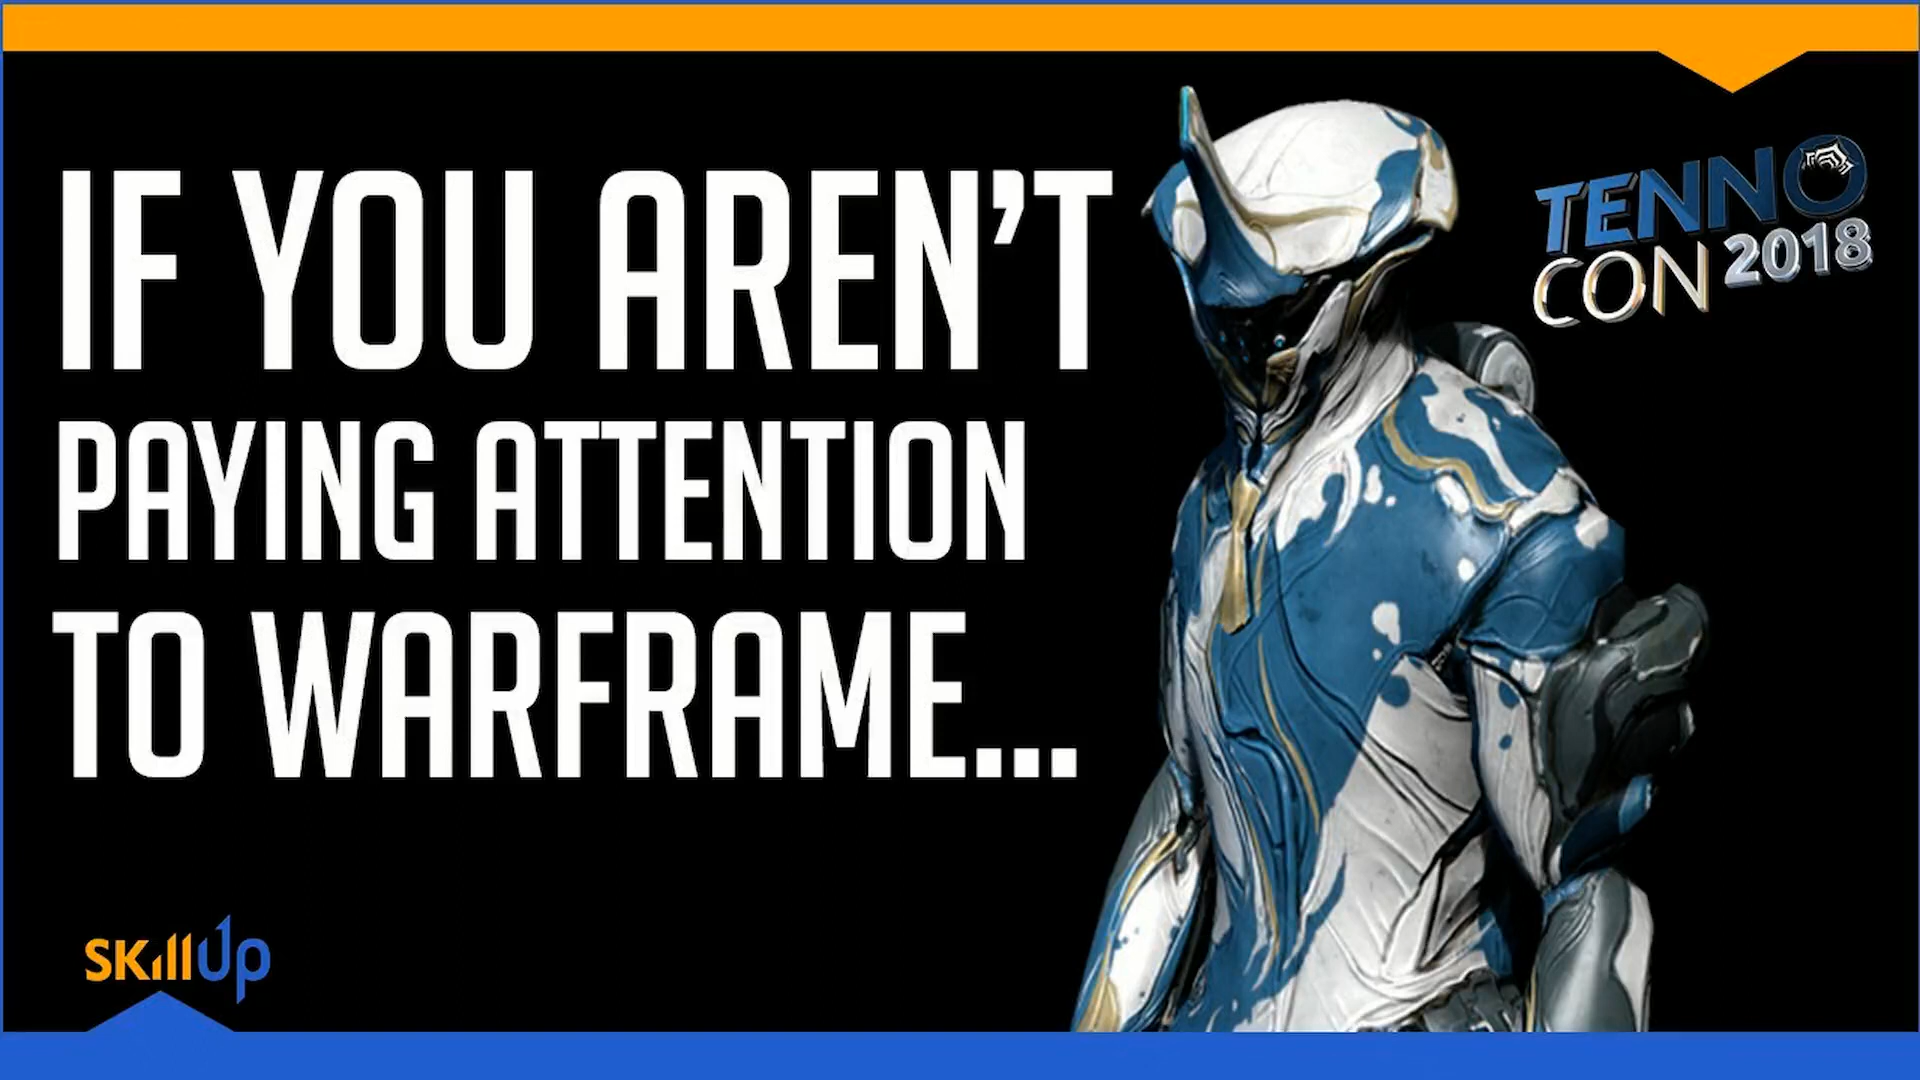 IF YOU AREN'T
PAYING ATTENTION
TO WARFRAME...
TENNO
CON 2018
SKillUp